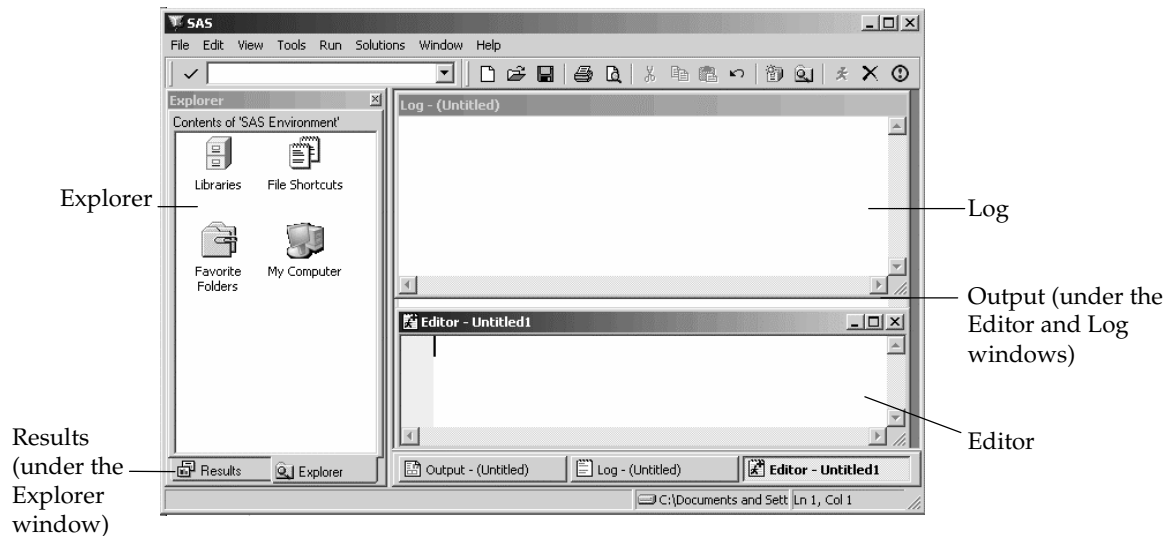 SAS
File Edit View Tools Run Solutions Window Help
Explorer
Contents of 'SAS Environment'
Libraries
File Shortcuts
Favorite
Folders
My Computer
Results
Explorer
Log - (Untitled)
Editor - Untitled1
Output - (Untitled)
Log - (Untitled)
Editor - Untitled1
C:\Documents and Sett
Ln 1, Col 1
Explorer
Results
(under the
Explorer
window)
Log
Output (under the
Editor and Log
windows)
Editor